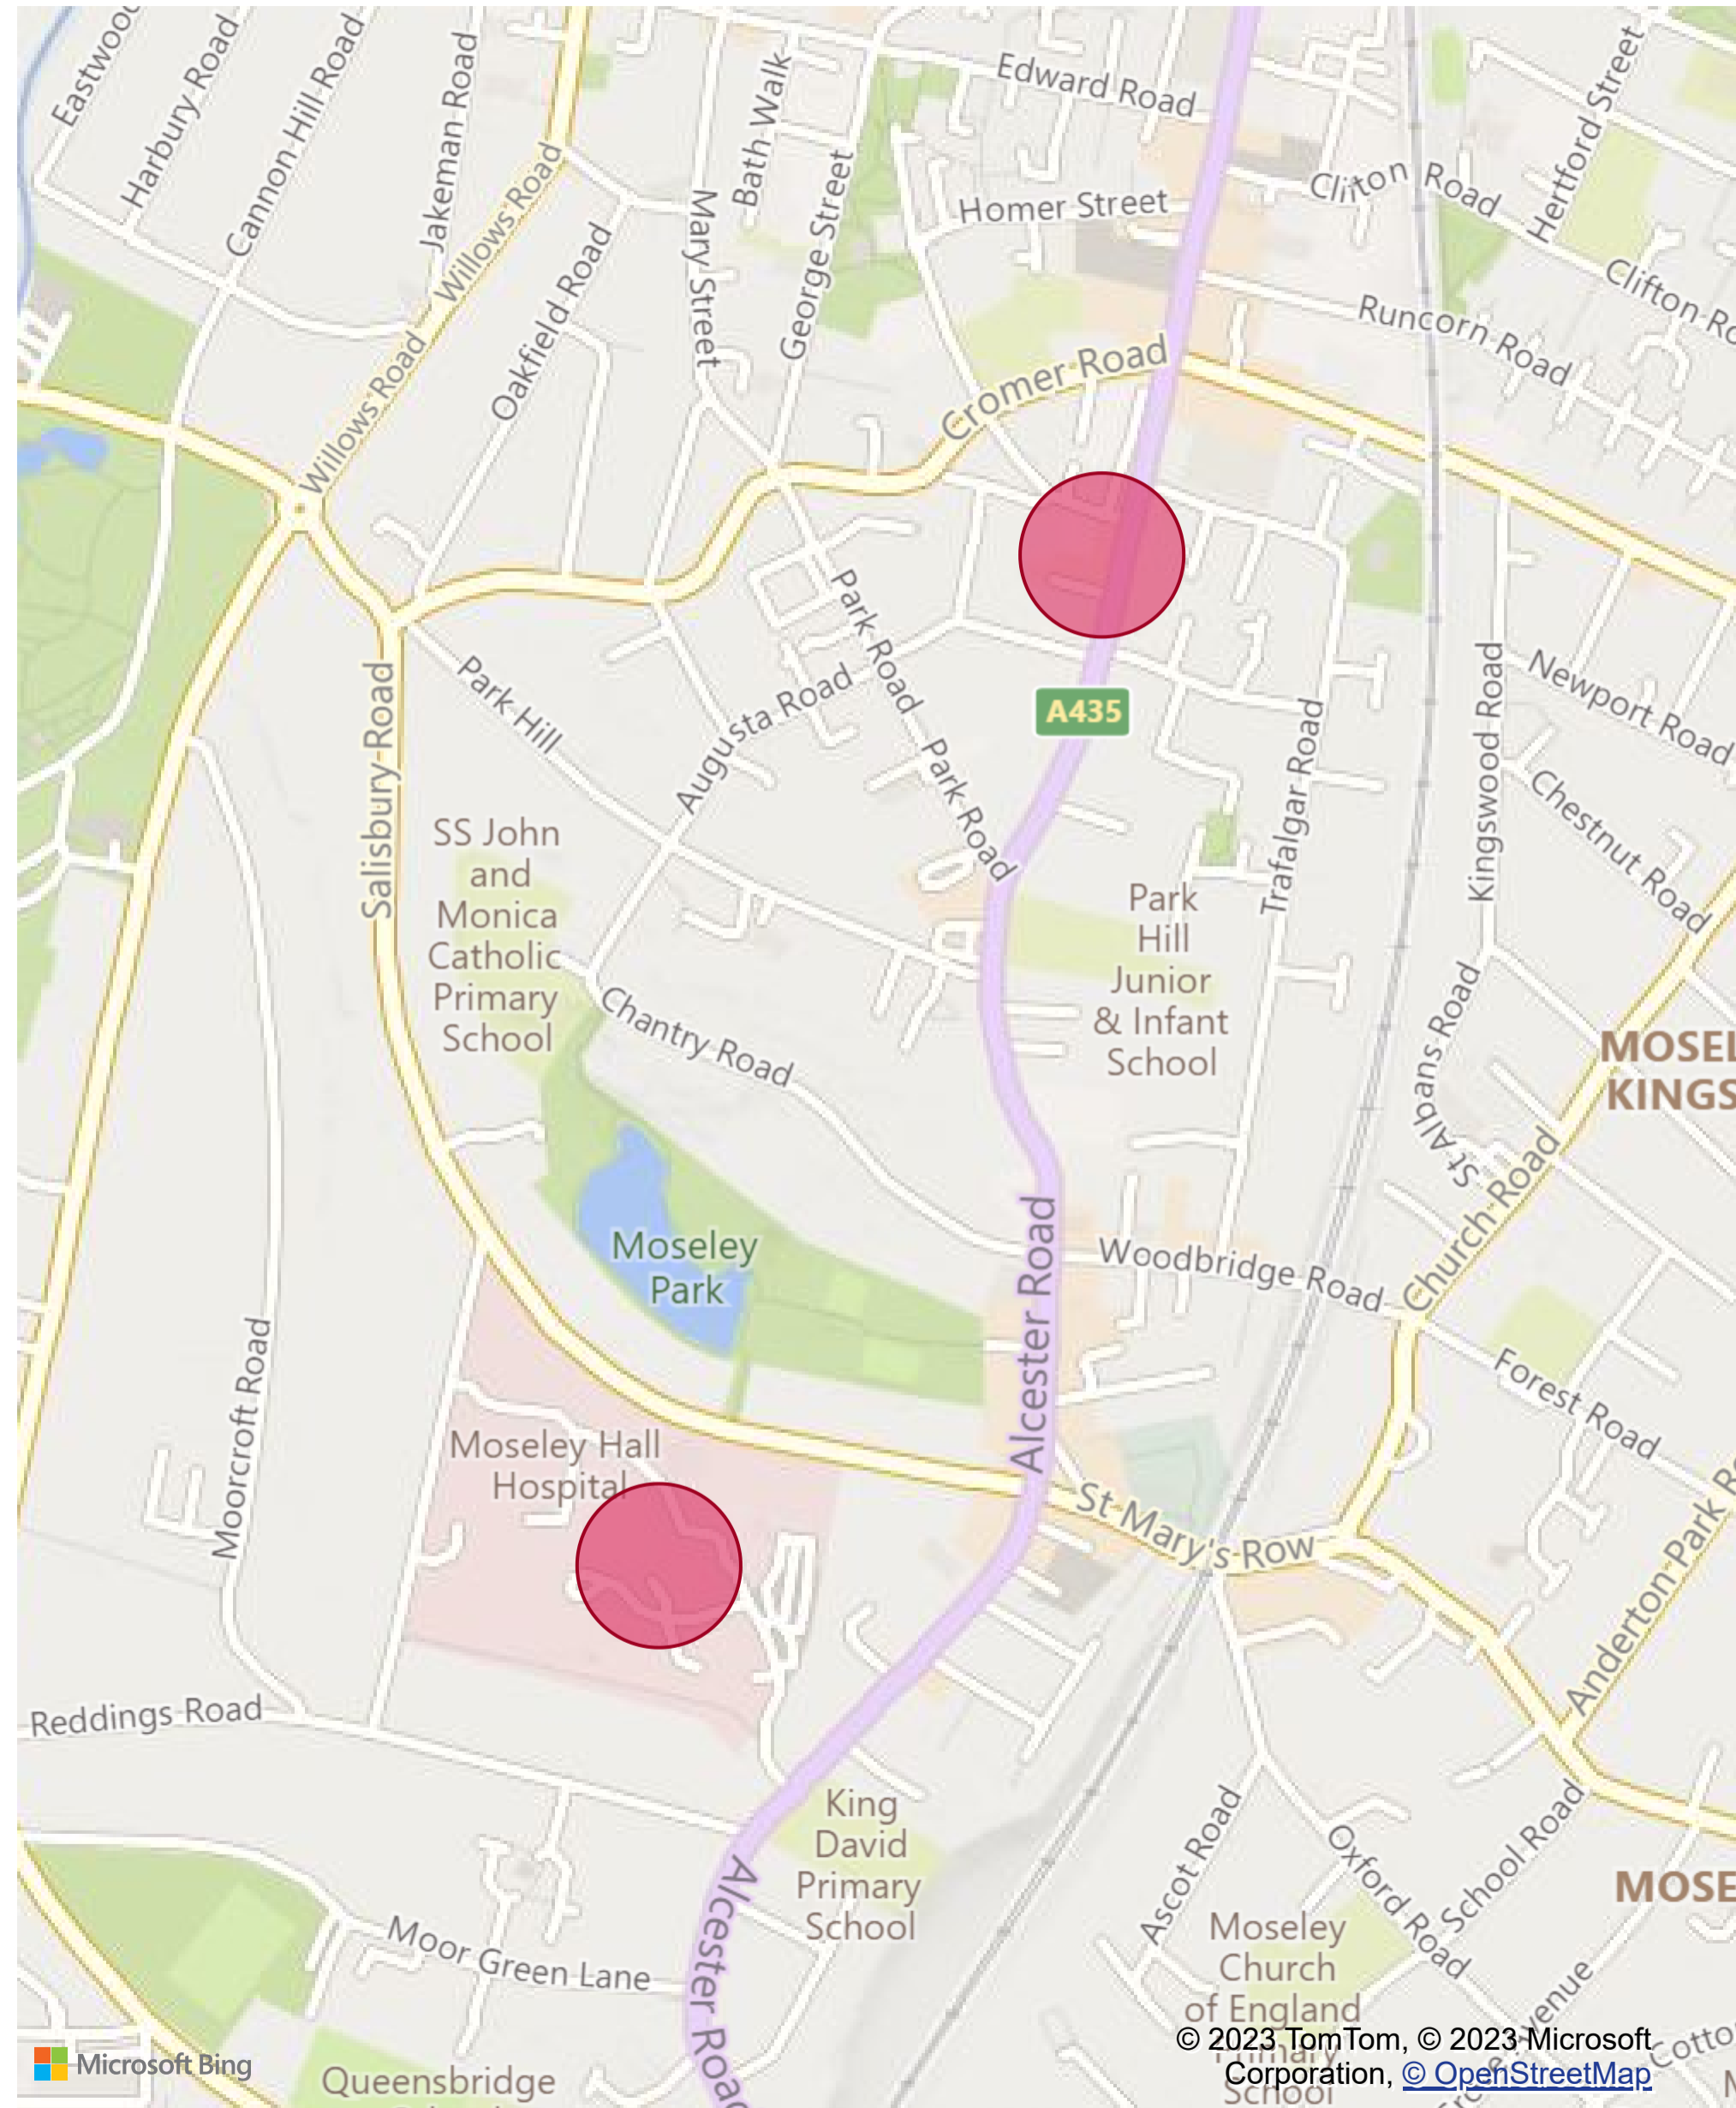 Eastwoo
Harbury Road
Cannon Hill Road
Jakeman Road
Bath Walk
Edward Road
Hertford Street
Clifton Road
Willows Road
Homer Street
Mary Street
George Street
Oakfield Road
Clifton Ro
Runcorn Road
Willows Road
Cromer Road
Park Road
Newport Road
Park Hill
Salisbury Road
Augusta Road
Kingswood Road
A435
Trafalgar Road
Park Road
Chestnut Road
SS John
and
Monica
Catholic
Primary
School
Park
Hill
Junior
& Infant
School
Chantry Road
St Albans Road
MOSEL
KINGS
Church Road
Moseley
Park
Alcester Road
Woodbridge Road
Moorcroft Road
Forest Road
Moseley Hall
Hospital
St Mary's Row
Anderton Park R
Reddings Road
King
David
Primary
School
Ascot Road
Oxford Road
School Road
MOSE
Alcester Road
Moor Green Lane
Moseley
Church
of England
Primary
School
Cotto
Queensbridge
Microsoft Bing
© 2023 TomTom, © 2023 Microsoft
Corporation, © OpenStreetMap